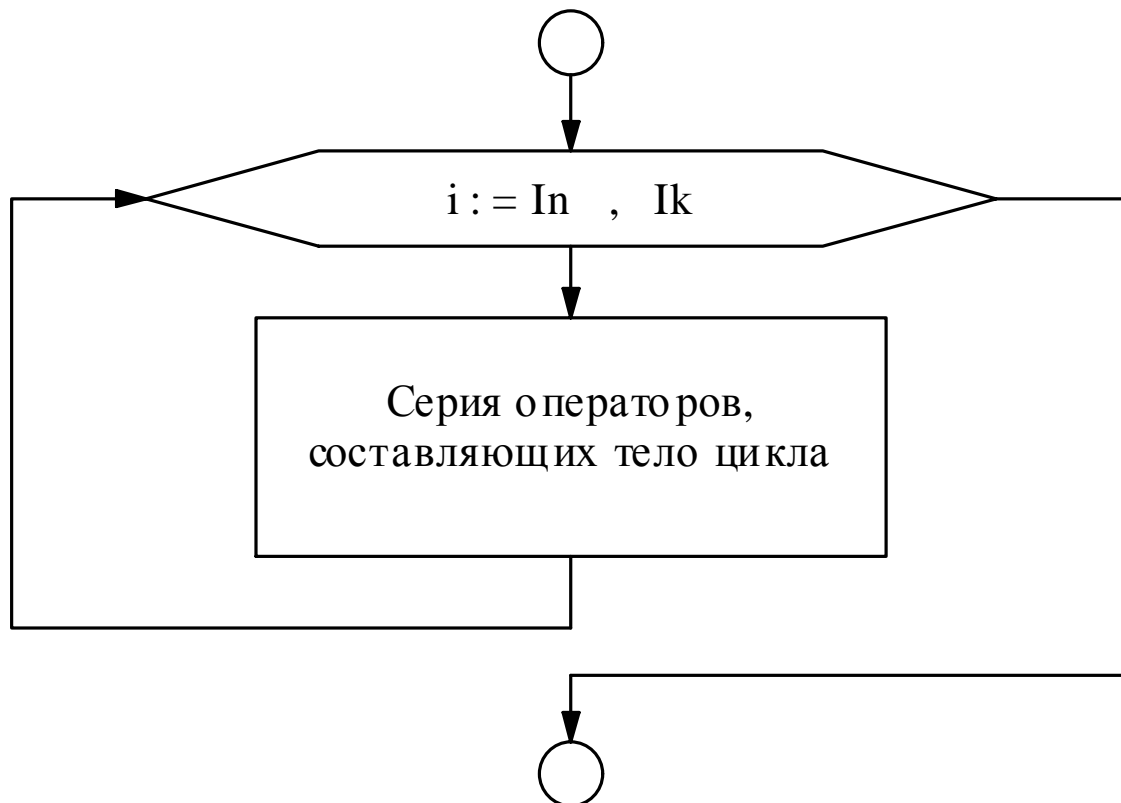 i := In , Ik
Серия операторов,
составляющих тело цикла